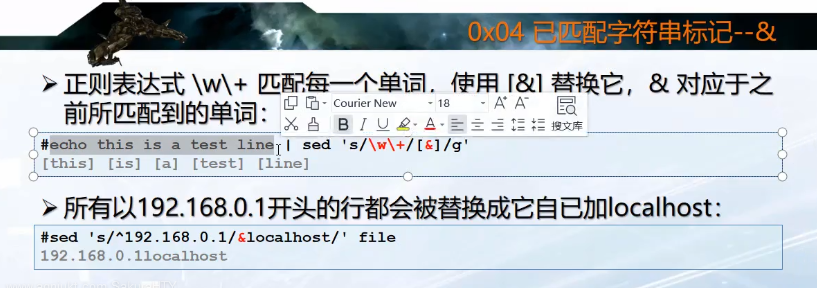 0x04 已匹配字符串标记--&
正则表达式 \w\+ 匹配每一个单词，使用 [&] 替换它，& 对应于之
前所匹配到的单词：
Courier New 18 A+ A-
B I U A 搜文库
#echo this is a test line | sed 's/\w\+/[&]/g'
[this] [is] [a] [test] [line]
所有以192.168.0.1开头的行都会被替换成它自已加localhost：
#sed 's/^192.168.0.1/&localhost/' file
192.168.0.1localhost